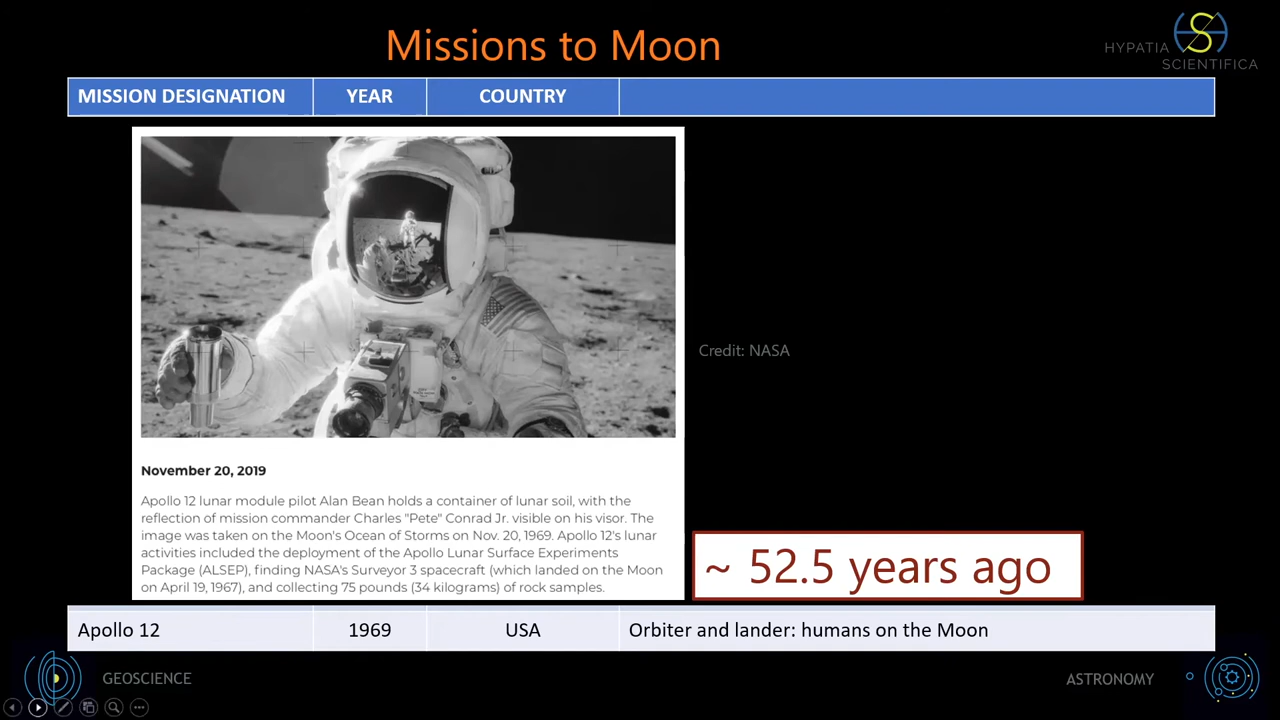 Missions to Moon
HYPATIA
SCIENTIFICA
MISSION DESIGNATION YEAR COUNTRY
Credit: NASA
November 20, 2019
Apollo 12 lunar module pilot Alan Bean holds a container of lunar soil, with the
reflection of mission commander Charles "Pete" Conrad Jr. visible on his visor. The
image was taken on the Moon's Ocean of Storms on Nov. 20, 1969. Apollo 12's lunar
activities included the deployment of the Apollo Lunar Surface Experiments
Package (ALSEP), finding NASA's Surveyor 3 spacecraft (which landed on the Moon
on April 19, 1967), and collecting 75 pounds (34 kilograms) of rock samples.
~ 52.5 years ago
Apollo 12 1969 USA Orbiter and lander: humans on the Moon
GEOSCIENCE
ASTRONOMY